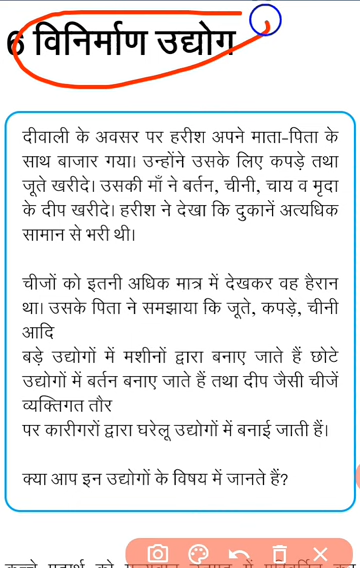 6 विनिर्माण उद्योग
दीवाली के अवसर पर हरीश अपने माता-पिता के
साथ बाजार गया। उन्होंने उसके लिए कपड़े तथा
जूते खरीदे। उसकी माँ ने बर्तन, चीनी, चाय व मृदा
के दीप खरीदे। हरीश ने देखा कि दुकानें अत्यधिक
सामान से भरी थी।
चीजों को इतनी अधिक मात्र में देखकर वह हैरान
था। उसके पिता ने समझाया कि जूते, कपड़े, चीनी
आदि
बड़े उद्योगों में मशीनों द्वारा बनाए जाते हैं छोटे
उद्योगों में बर्तन बनाए जाते हैं तथा दीप जैसी चीजें
व्यक्तिगत तौर
पर कारीगरों द्वारा घरेलू उद्योगों में बनाई जाती हैं।
क्या आप इन उद्योगों के विषय में जानते हैं?